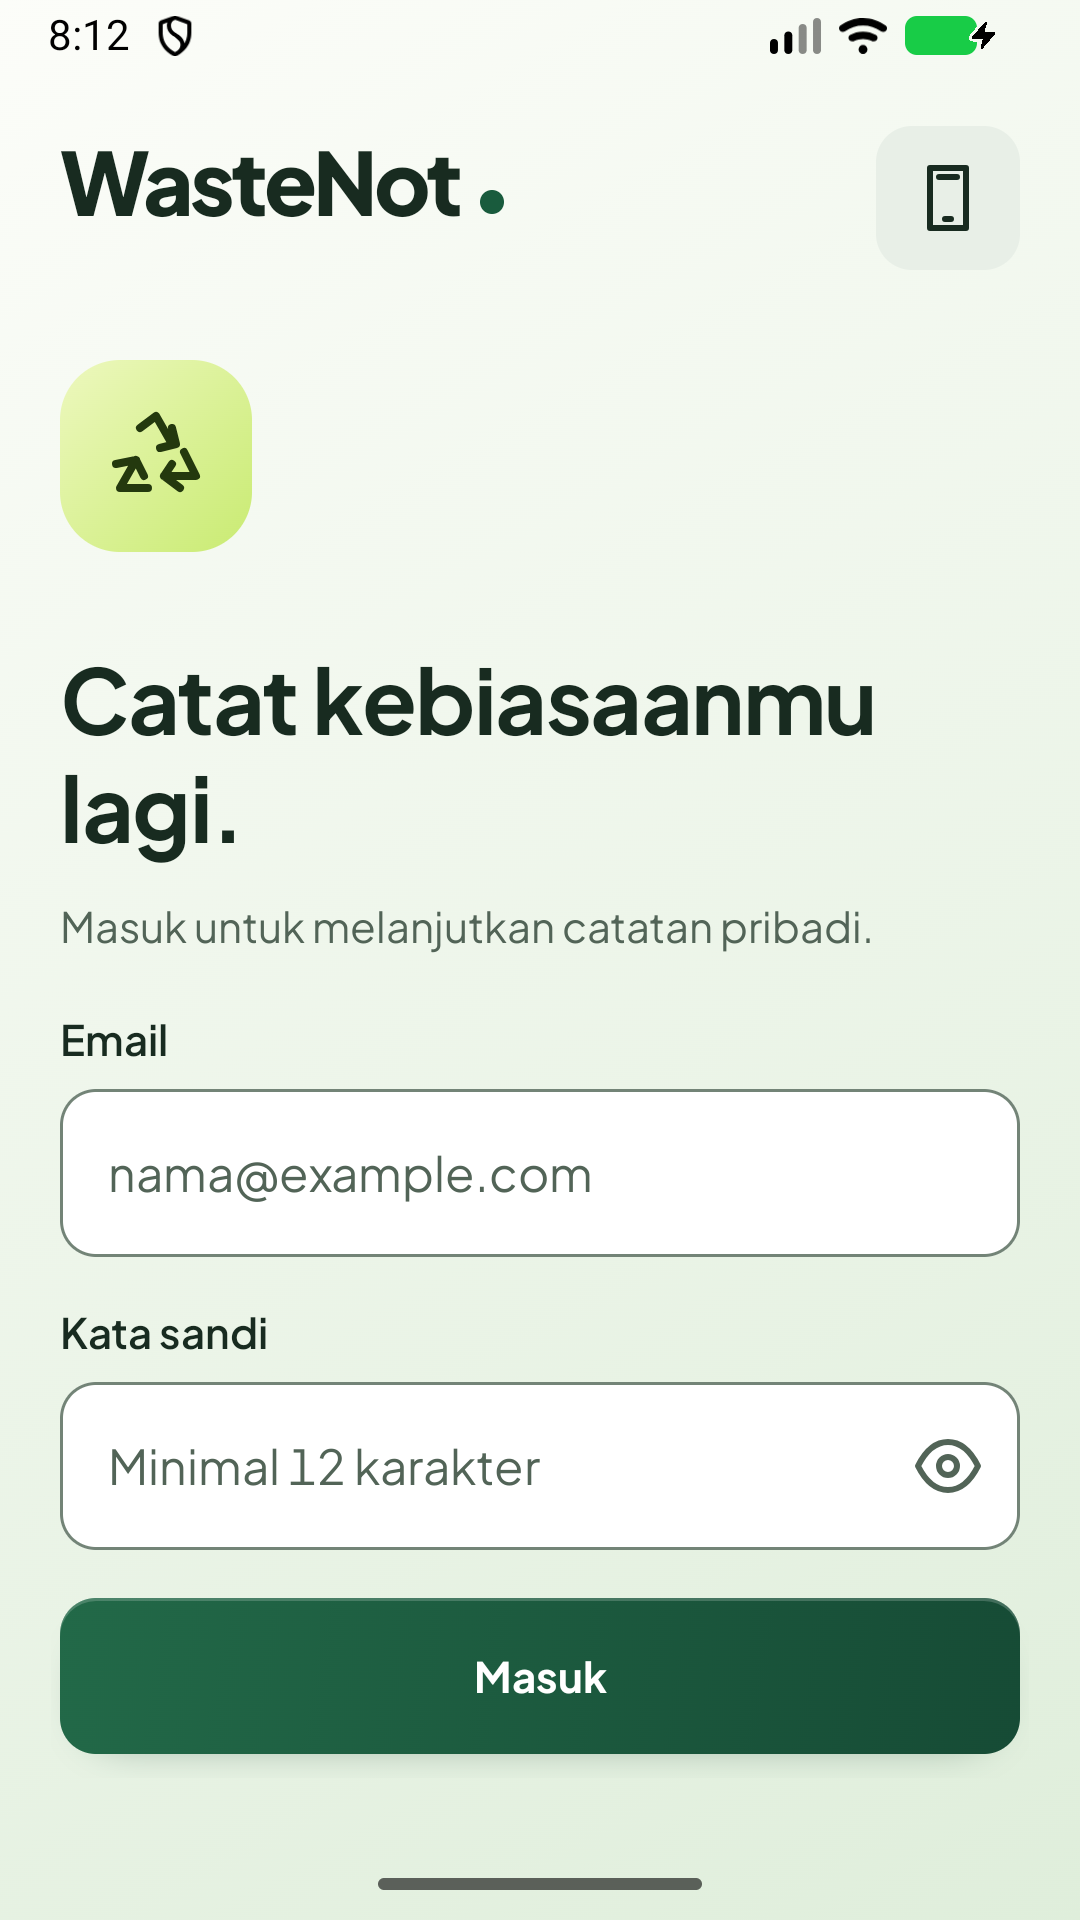 8:12
WasteNot
Catat kebiasaanmu
lagi.
Masuk untuk melanjutkan catatan pribadi.
Email
nama@example.com
Kata sandi
Minimal 12 karakter
Masuk